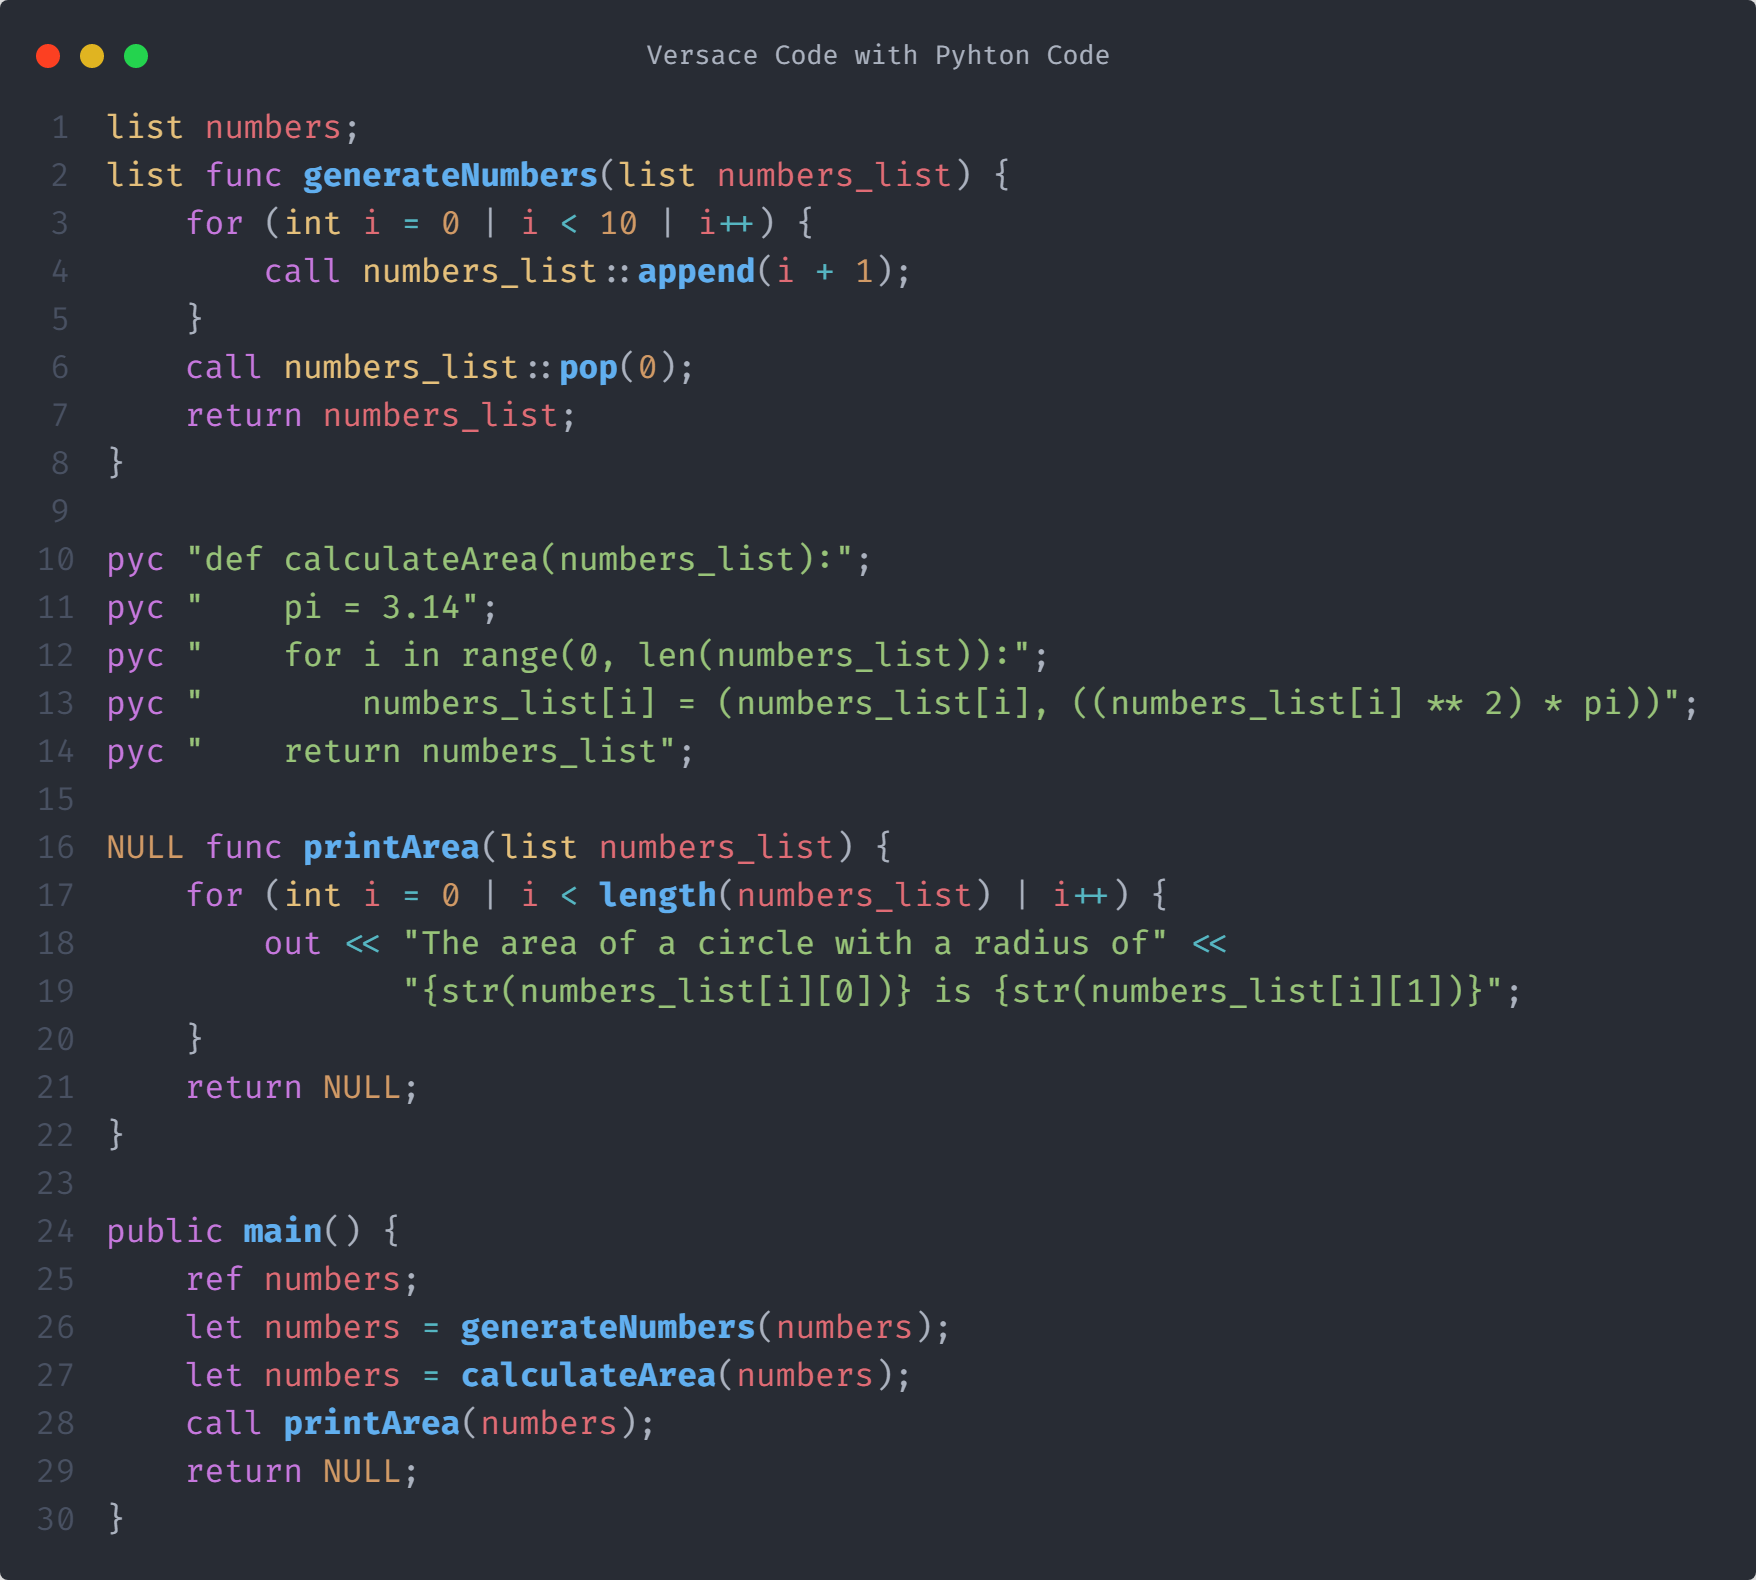 Versace Code with Pyhton Code
1 list numbers;
2 list func generateNumbers(list numbers_list) {
3     for (int i = 0 | i < 10 | i++) {
4         call numbers_list::append(i + 1);
5     }
6     call numbers_list::pop(0);
7     return numbers_list;
8 }
9
10 pyc "def calculateArea(numbers_list):";
11 pyc "    pi = 3.14";
12 pyc "    for i in range(0, len(numbers_list)):";
13 pyc "        numbers_list[i] = (numbers_list[i], ((numbers_list[i] ** 2) * pi))";
14 pyc "    return numbers_list";
15
16 NULL func printArea(list numbers_list) {
17     for (int i = 0 | i < length(numbers_list) | i++) {
18         out << "The area of a circle with a radius of" <<
19                "{str(numbers_list[i][0])} is {str(numbers_list[i][1])}";
20     }
21     return NULL;
22 }
23
24 public main() {
25     ref numbers;
26     let numbers = generateNumbers(numbers);
27     let numbers = calculateArea(numbers);
28     call printArea(numbers);
29     return NULL;
30 }